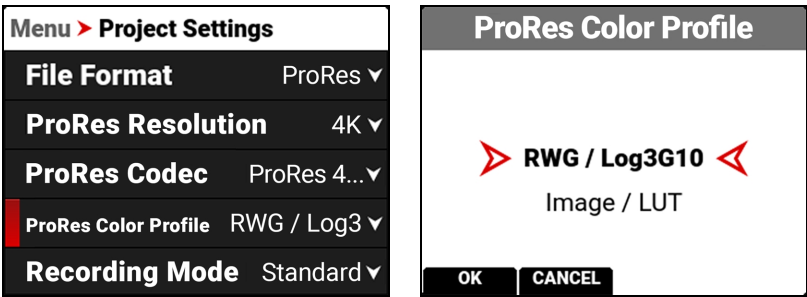 Menu Project Settings
File Format ProRes
ProRes Resolution 4K
ProRes Codec ProRes 4...
ProRes Color Profile RWG / Log3
Recording Mode Standard
ProRes Color Profile
RWG / Log3G10
Image / LUT
OK CANCEL